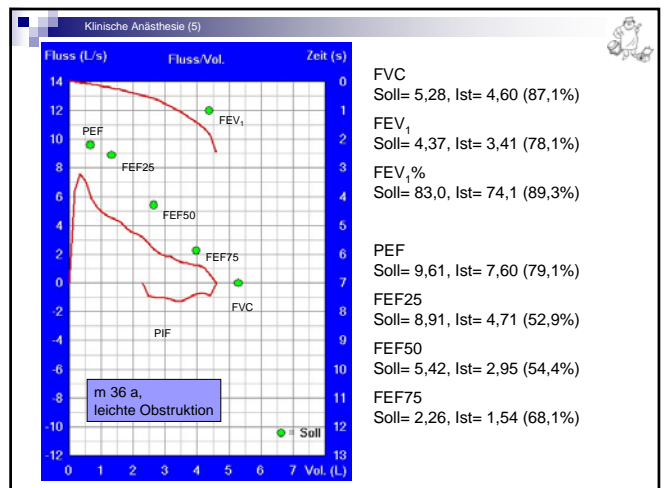 Klinische Anästhesie (5)
Fluss (L/s) Fluss/Vol. Zeit (s)
14 0
12 1
10 2
8 3
6 4
4 5
2 6
0 7
-2 8
-4 9
-6 10
-8 11
-10 12
-12 13
0 1 2 3 4 5 6 7 Vol. (L)
FEV₁
PEF
FEF25
FEF50
FEF75
FVC
PIF
m 36 a,
leichte Obstruktion
= Soll
FVC
Soll= 5,28, Ist= 4,60 (87,1%)
FEV₁
Soll= 4,37, Ist= 3,41 (78,1%)
FEV₁%
Soll= 83,0, Ist= 74,1 (89,3%)
PEF
Soll= 9,61, Ist= 7,60 (79,1%)
FEF25
Soll= 8,91, Ist= 4,71 (52,9%)
FEF50
Soll= 5,42, Ist= 2,95 (54,4%)
FEF75
Soll= 2,26, Ist= 1,54 (68,1%)